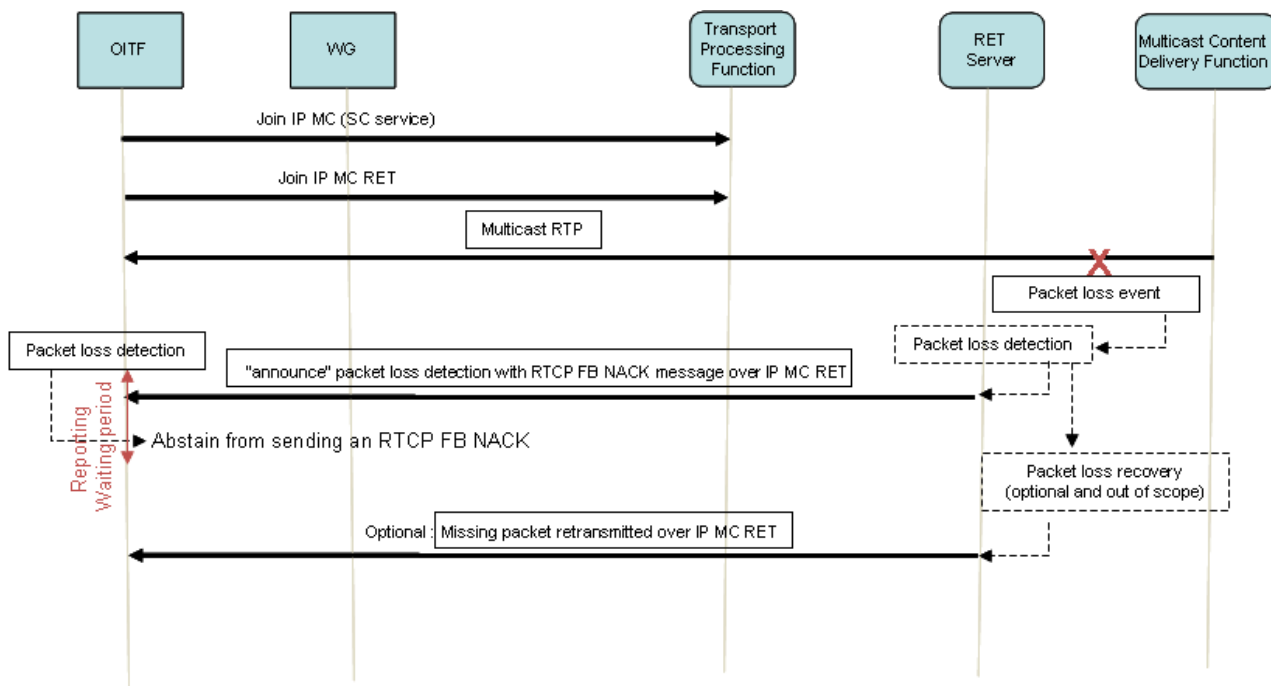 OITF
WG
Transport
Processing
Function
RET
Server
Multicast Content
Delivery Function
Join IP MC (SC service)
Join IP MC RET
Multicast RTP
X
Packet loss event
Packet loss detection
Packet loss detection
"announce" packet loss detection with RTCP FB NACK message over IP MC RET
Reporting
Waiting period
Abstain from sending an RTCP FB NACK
Packet loss recovery
(optional and out of scope)
Optional : Missing packet retransmitted over IP MC RET